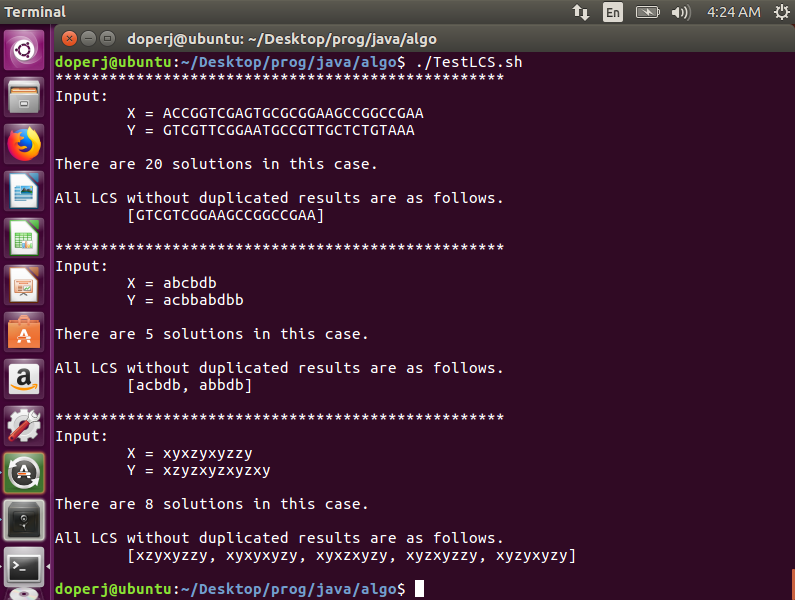 Terminal
En
4:24 AM
doperj@ubuntu: ~/Desktop/prog/java/algo
doperj@ubuntu:~/Desktop/prog/java/algo$ ./TestLCS.sh
**************************************************
Input:
X = ACCGGTCGAGTGCGCGGAAGCCGGCCGAA
Y = GTCGTTCGGAATGCCGTTGCTCTGTAAA
There are 20 solutions in this case.
All LCS without duplicated results are as follows.
[GTCGTCGGAAGCCGGCCGAA]
**************************************************
Input:
X = abcbdb
Y = acbbabdbb
There are 5 solutions in this case.
All LCS without duplicated results are as follows.
[acbdb, abbdb]
**************************************************
Input:
X = xyxzyxyzzy
Y = xzyzxyzxyzxy
There are 8 solutions in this case.
All LCS without duplicated results are as follows.
[xzyxyzzy, xyxyxyzy, xyxzxyzy, xyzxyzzy, xyzyxyzy]
doperj@ubuntu:~/Desktop/prog/java/algo$